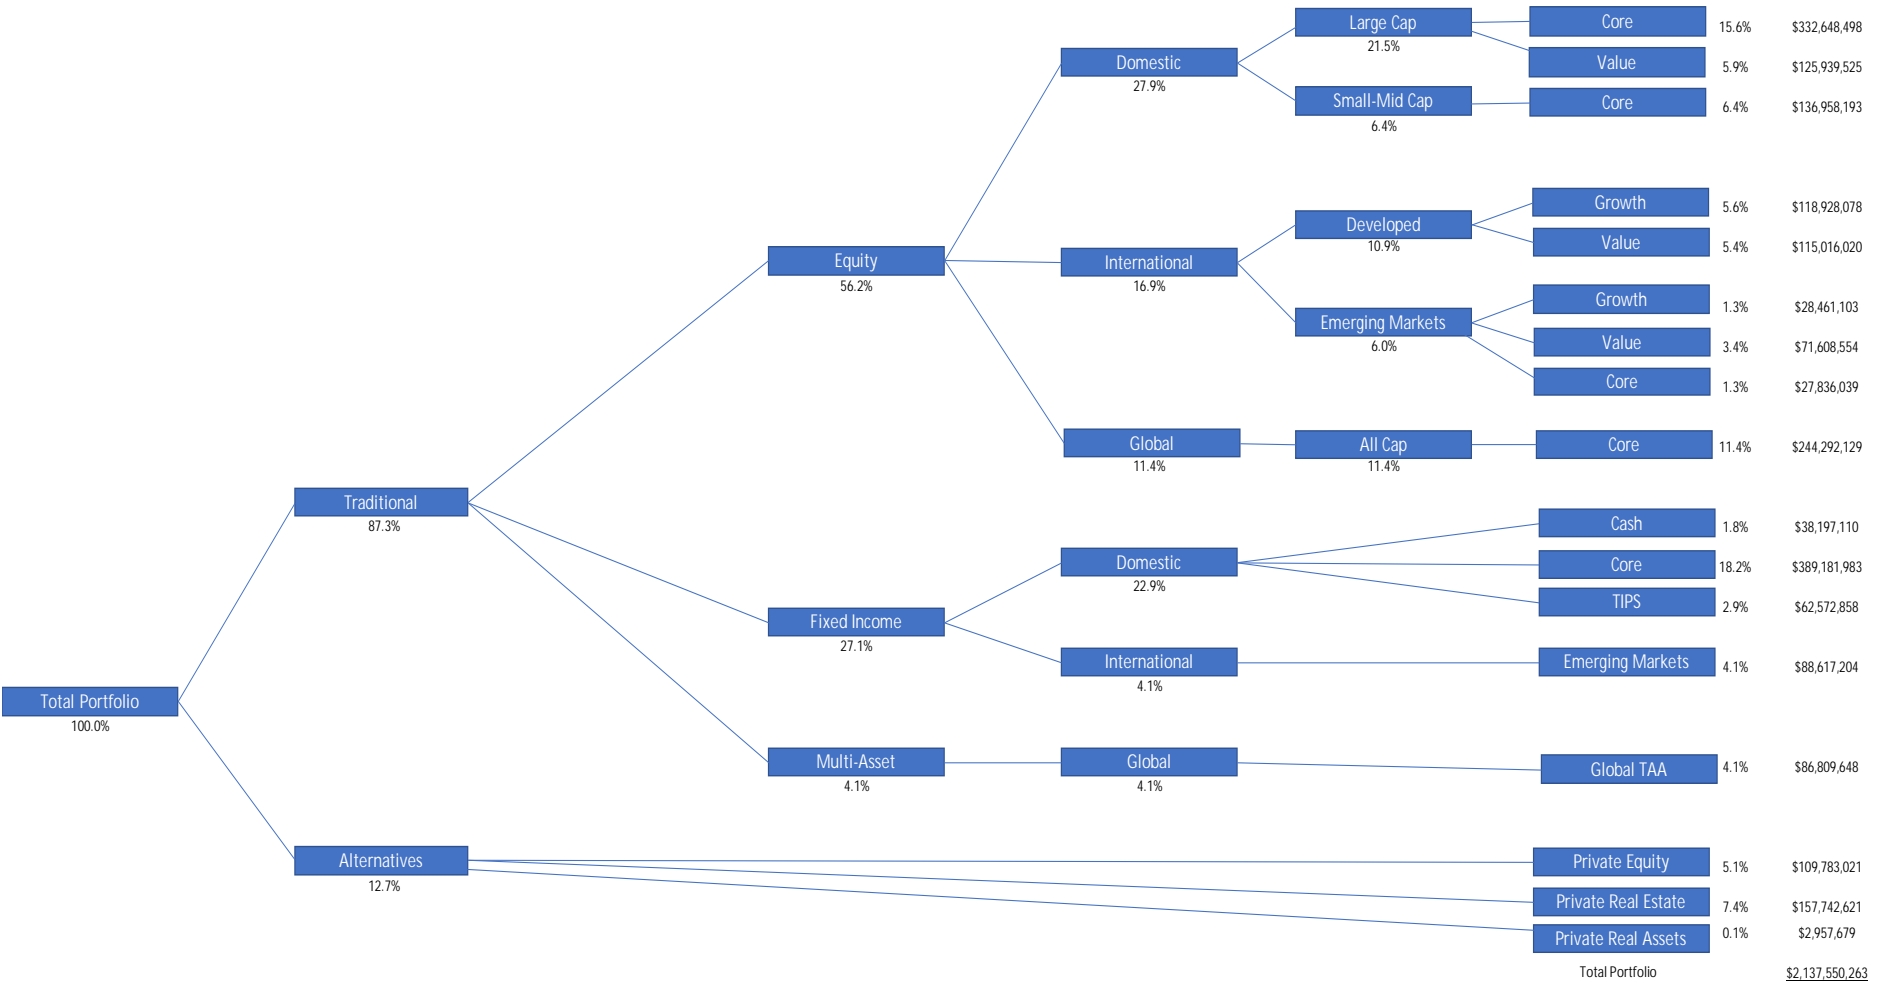 Large Cap
21.5%
Core 15.6% $332,648,498
Value 5.9% $125,939,525
Domestic
27.9%
Small-Mid Cap
6.4%
Core 6.4% $136,958,193
Growth 5.6% $118,928,078
Developed
10.9%
Value 5.4% $115,016,020
Equity
56.2%
International
16.9%
Growth 1.3% $28,461,103
Emerging Markets
6.0%
Value 3.4% $71,608,554
Core 1.3% $27,836,039
Global
11.4%
All Cap
11.4%
Core 11.4% $244,292,129
Traditional
87.3%
Cash 1.8% $38,197,110
Domestic
22.9%
Core 18.2% $389,181,983
TIPS 2.9% $62,572,858
Fixed Income
27.1%
International
4.1%
Emerging Markets 4.1% $88,617,204
Total Portfolio
100.0%
Multi-Asset
4.1%
Global
4.1%
Global TAA 4.1% $86,809,648
Alternatives
12.7%
Private Equity 5.1% $109,783,021
Private Real Estate 7.4% $157,742,621
Private Real Assets 0.1% $2,957,679
Total Portfolio $2,137,550,263